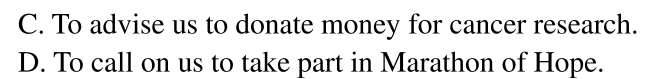 C. To advise us to donate money for cancer research.
D. To call on us to take part in Marathon of Hope.